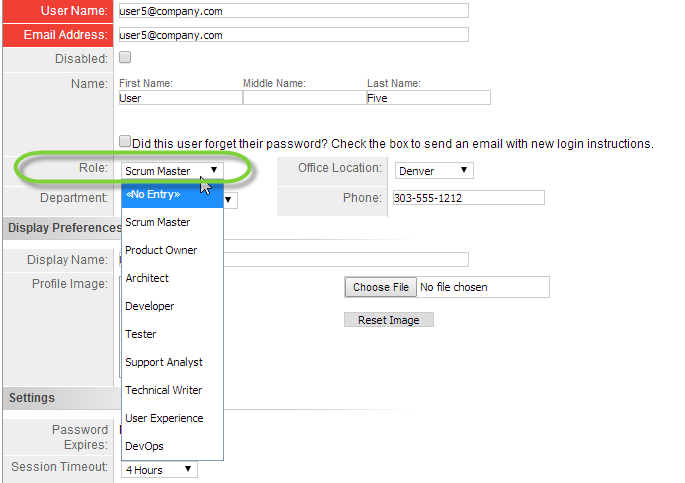 User Name: user5@company.com
Email Address: user5@company.com
Disabled:
Name: First Name: Middle Name: Last Name:
User Five
Did this user forget their password? Check the box to send an email with new login instructions.
Role: Scrum Master Office Location: Denver
«No Entry»
Department: Phone: 303-555-1212
Scrum Master
Display Preferences
Product Owner
Display Name:
Architect
Profile Image: Choose File No file chosen
Developer
Reset Image
Tester
Support Analyst
Technical Writer
Settings
User Experience
Password
Expires:
DevOps
Session Timeout: 4 Hours